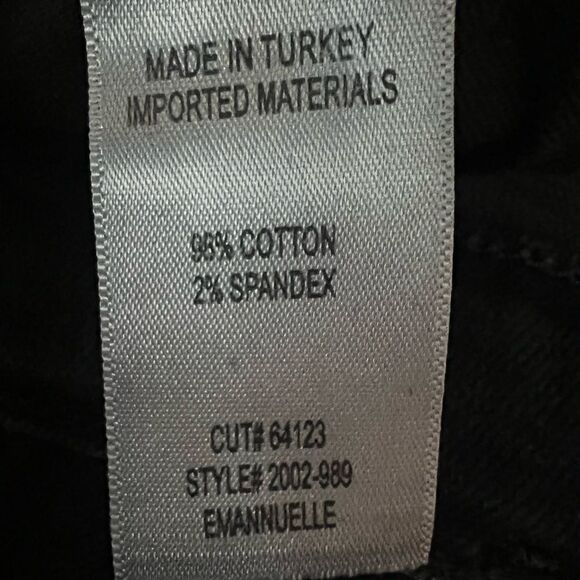 MADE IN TURKEY
IMPORTED MATERIALS
98% COTTON
2% SPANDEX
CUT# 64123
STYLE# 2002-989
EMANNUELLE